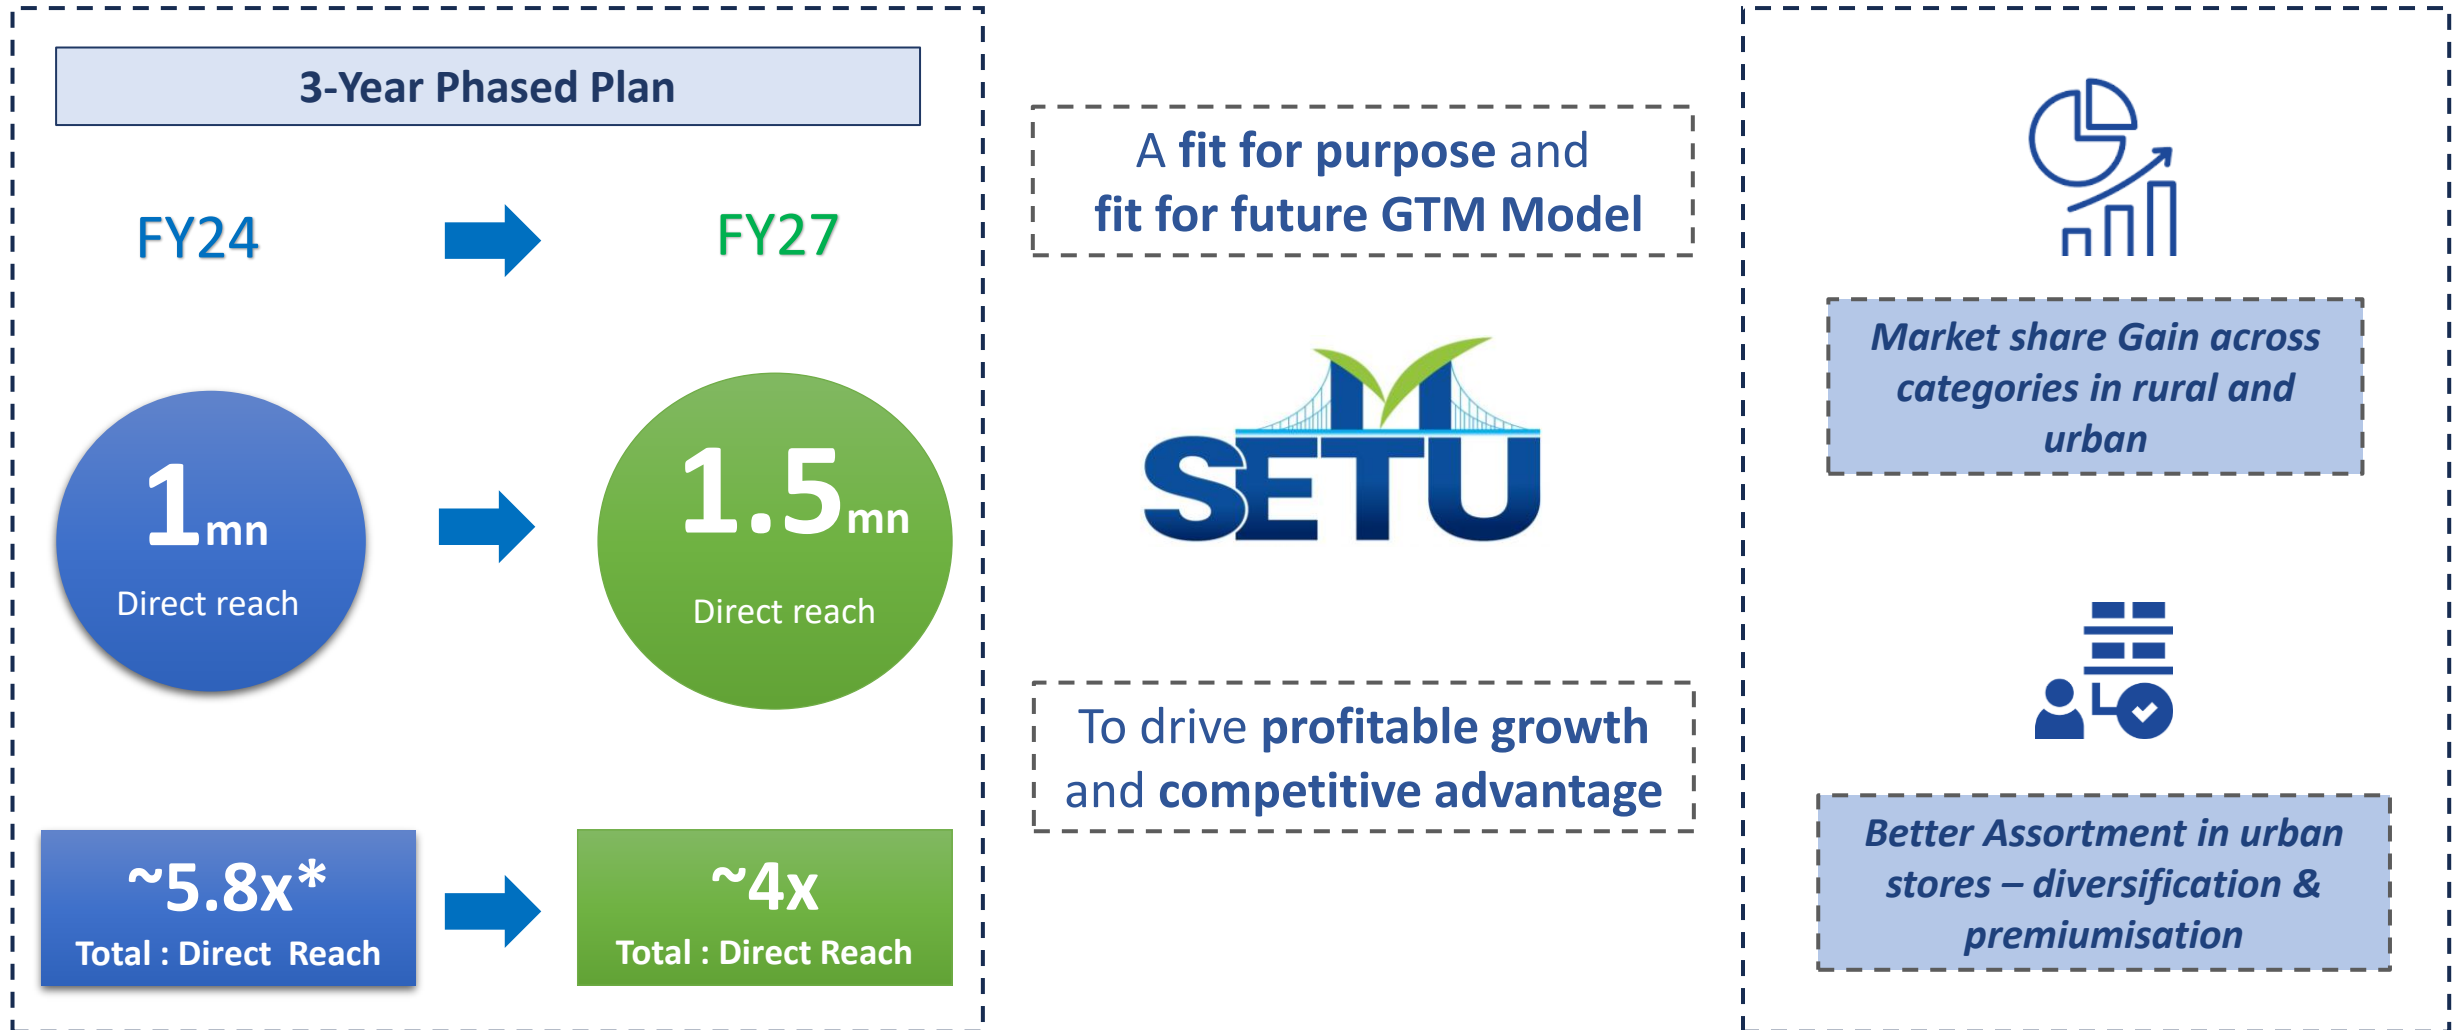 3-Year Phased Plan
FY24
FY27
1mn
Direct reach
1.5mn
Direct reach
~5.8x*
Total : Direct  Reach
~4x
Total : Direct Reach
A fit for purpose and
fit for future GTM Model
SETU
To drive profitable growth
and competitive advantage
Market share Gain across
categories in rural and
urban
Better Assortment in urban
stores – diversification &
premiumisation